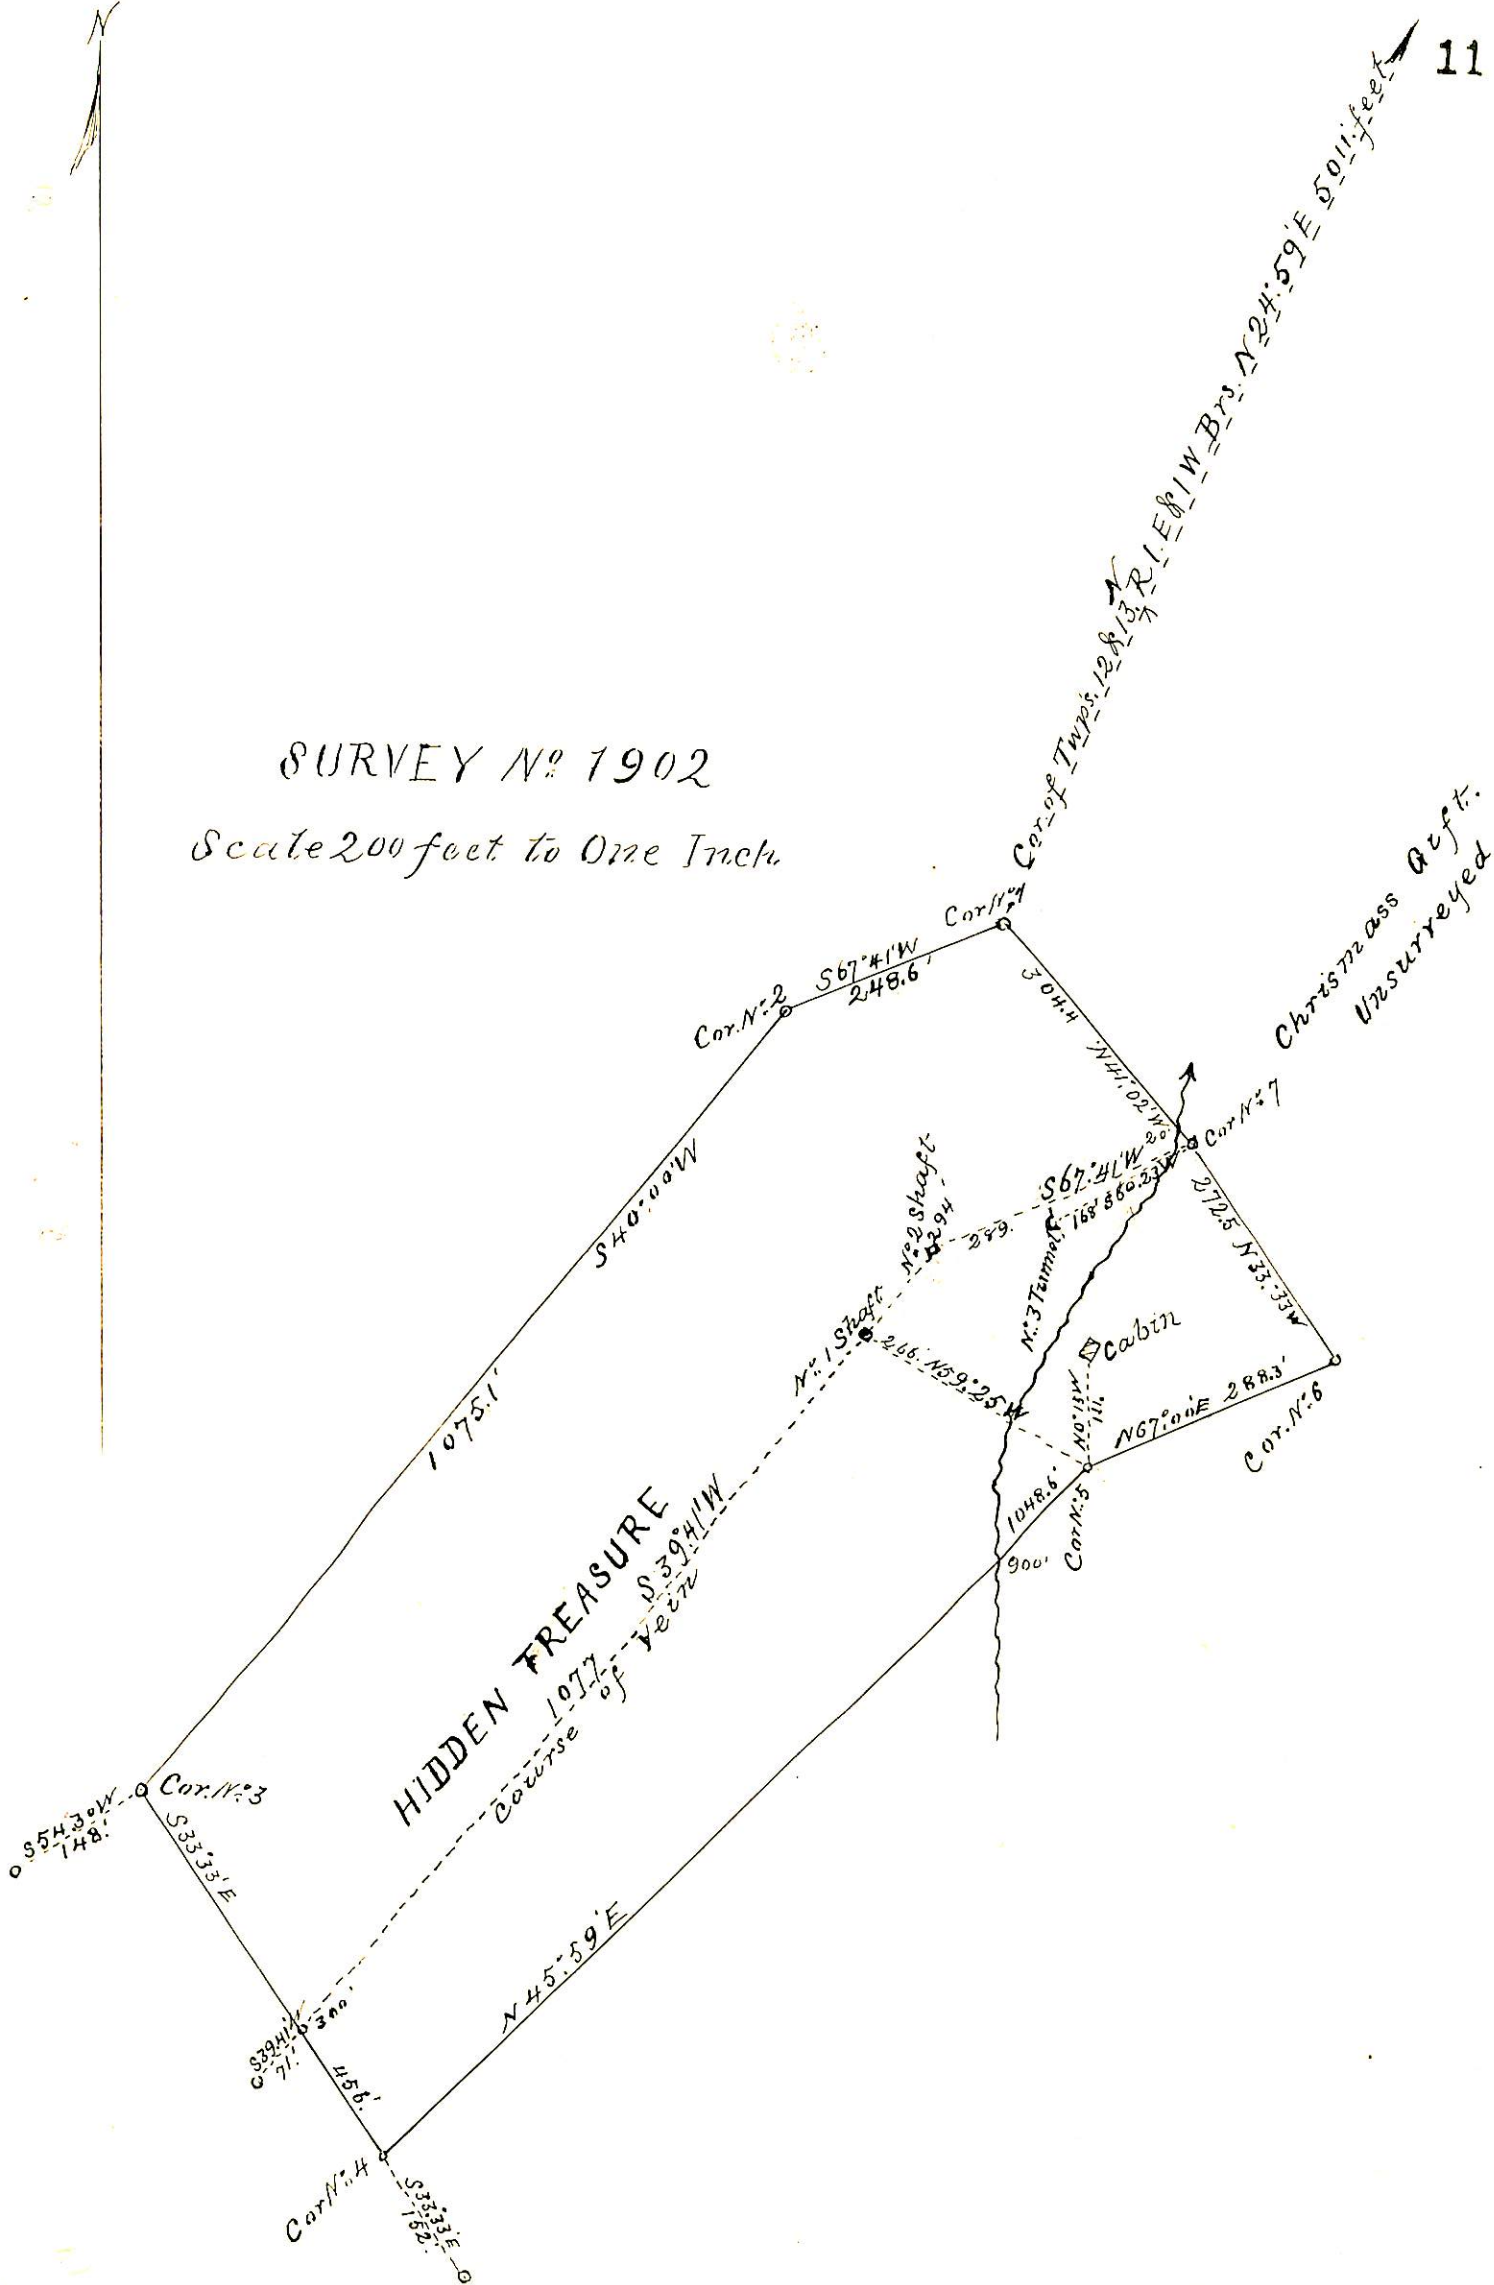 N
11
Cor. of Twps. 12 & 13. N R 1. E & 1 W Brs. N 24°.59'E 5011. feet
SURVEY Nº 1902
Scale 200 feet to One Inch
Cor Nº 1
S 67°41'W
248.6'
Cor. Nº 2
304.4
N 41°.02'W.
Chrismass
Unsurveyed
Cor Nº 7
S 40°.00'W
1075.1'
Nº 2 Shaft
294'
S 67°.41'W 20.
289.
168' S 60.23 W
Nº 3 Tunnel
272.5 N 33°.33 W
Nº 1 Shaft
266. N 59°.25 W
Cabin
N 0°15'W
121.
N 67°.00'E 288.3'
Cor. Nº 6
1048.6'
900.
Cor Nº 5
HIDDEN TREASURE
1077 S 39°.41'W
Course of Vein
Cor. Nº 3
S 54°30'W
148.'
S 33°33'E
300'
S 39°41'W
71.'
456.'
N 45°.59'E
Cor Nº 4
S 33°.33'E
152.'